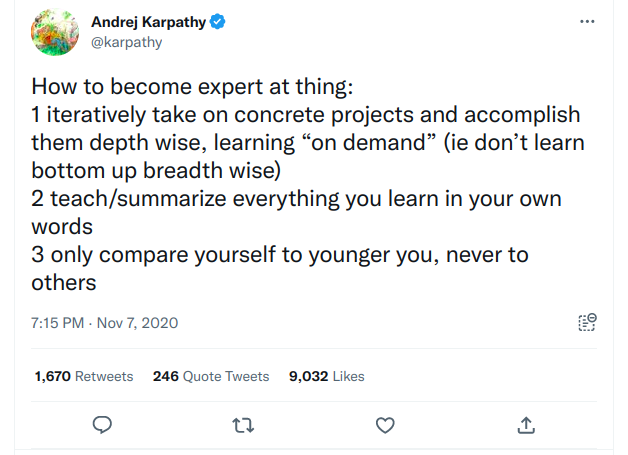 Andrej Karpathy
@karpathy
How to become expert at thing:
1 iteratively take on concrete projects and accomplish
them depth wise, learning “on demand” (ie don’t learn
bottom up breadth wise)
2 teach/summarize everything you learn in your own
words
3 only compare yourself to younger you, never to
others
7:15 PM · Nov 7, 2020
1,670 Retweets 246 Quote Tweets 9,032 Likes